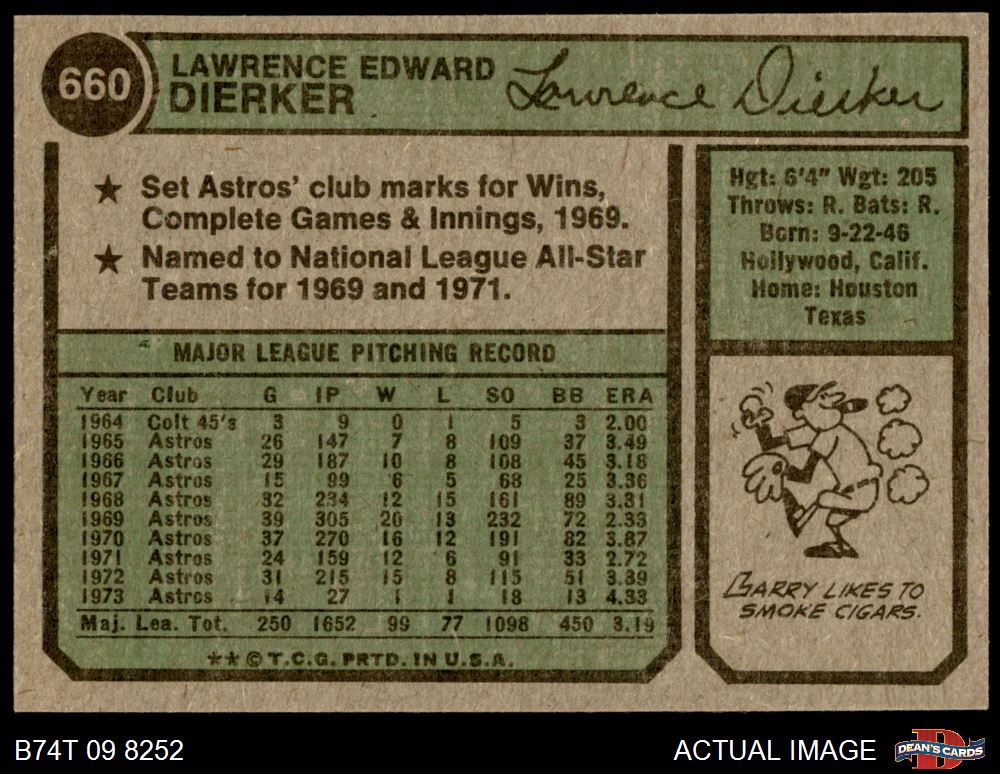 660
LAWRENCE EDWARD
DIERKER
Lawrence Dierker
★ Set Astros' club marks for Wins,
Complete Games & Innings, 1969.
★ Named to National League All-Star
Teams for 1969 and 1971.
Hgt: 6'4" Wgt: 205
Throws: R. Bats: R.
Born: 9-22-46
Hollywood, Calif.
Home: Houston
Texas
MAJOR LEAGUE PITCHING RECORD
Year Club G IP W L SO BB ERA
1964 Colt 45's 3 9 0 1 5 3 2.00
1965 Astros 26 147 7 8 109 37 3.49
1966 Astros 29 187 10 8 108 45 3.18
1967 Astros 15 99 6 5 68 25 3.36
1968 Astros 32 234 12 15 161 89 3.31
1969 Astros 39 305 20 13 232 72 2.33
1970 Astros 37 270 16 12 191 82 3.87
1971 Astros 24 159 12 6 91 33 2.72
1972 Astros 31 215 15 8 115 51 3.39
1973 Astros 14 27 1 1 18 13 4.33
Maj. Lea. Tot. 250 1652 99 77 1098 450 3.19
** © T.C.G. PRTD. IN U.S.A.
LARRY LIKES TO
SMOKE CIGARS.
B74T 09 8252
ACTUAL IMAGE
DEAN'S CARDS